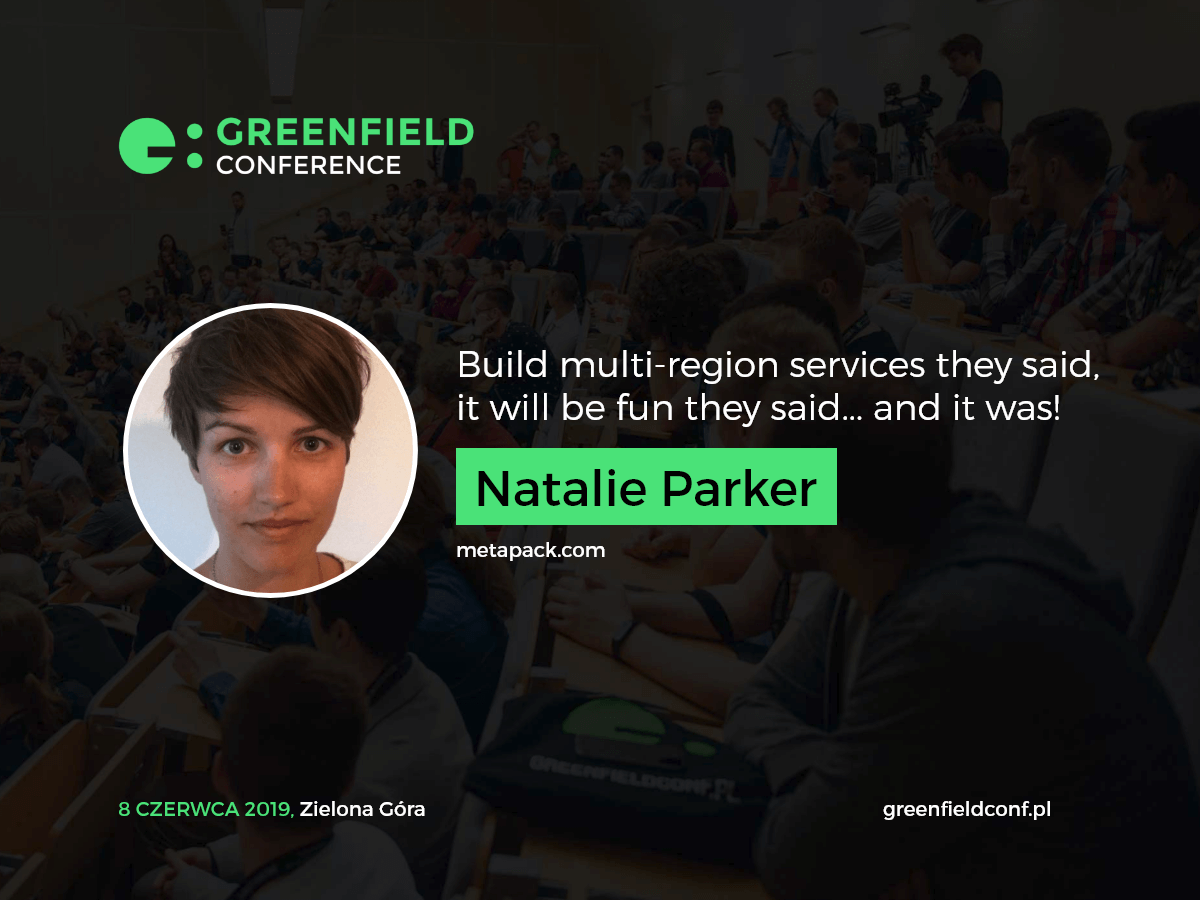 GREENFIELD
CONFERENCE
Build multi-region services they said,
it will be fun they said... and it was!
Natalie Parker
metapack.com
GREENFIELDCONF.PL
8 CZERWCA 2019, Zielona Góra
greenfieldconf.pl